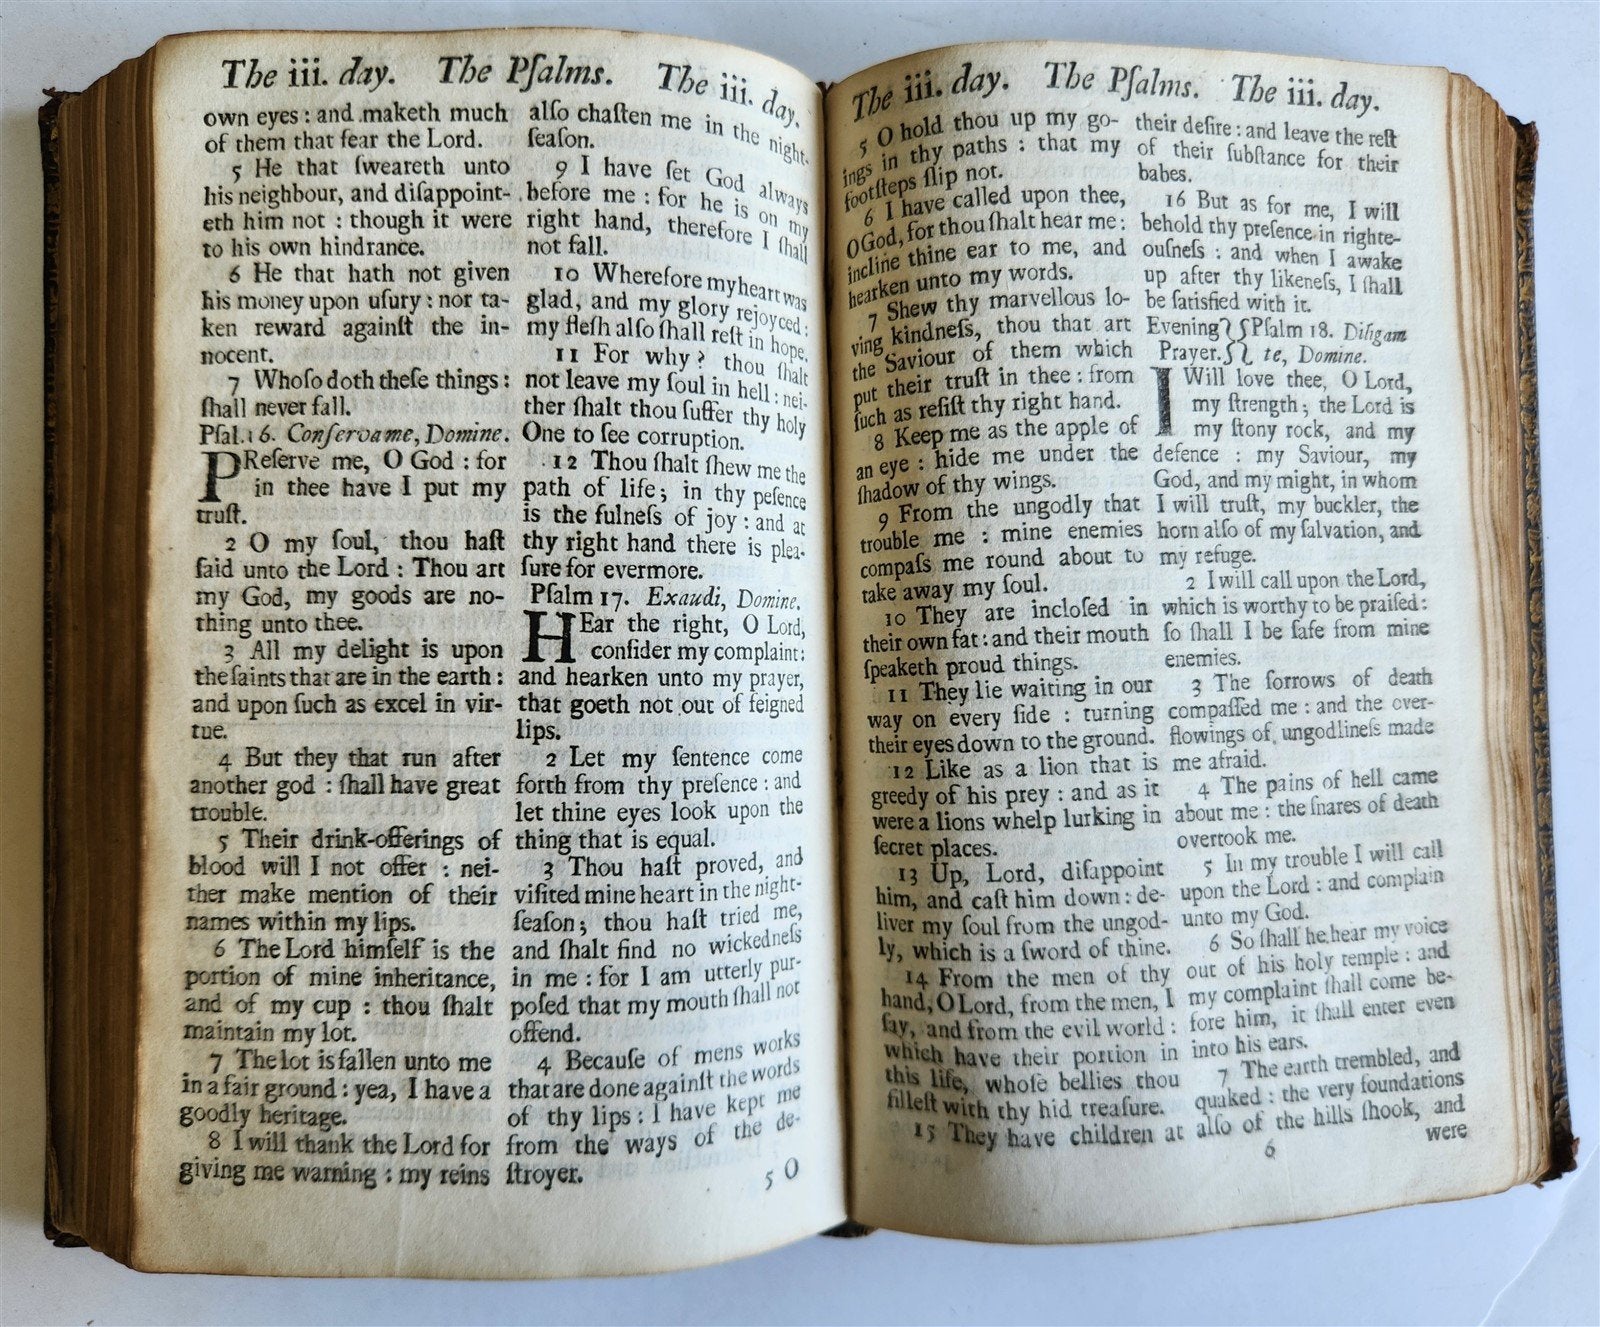 The iii. day. The Pſalms. The iii. day.
own eyes : and maketh much
of them that fear the Lord.
5 He that ſweareth unto
his neighbour, and diſappoint-
eth him not : though it were
to his own hindrance.
6 He that hath not given
his money upon uſury : nor ta-
ken reward againſt the in-
nocent.
7 Whoſo doth theſe things :
ſhall never fall.
Pſal. 16. Conſerva me, Domine.
PReſerve me, O God : for
in thee have I put my
truſt.
2 O my ſoul, thou haſt
ſaid unto the Lord : Thou art
my God, my goods are no-
thing unto thee.
3 All my delight is upon
the ſaints that are in the earth :
and upon ſuch as excel in vir-
tue.
4 But they that run after
another god : ſhall have great
trouble.
5 Their drink-offerings of
blood will I not offer : nei-
ther make mention of their
names within my lips.
6 The Lord himſelf is the
portion of mine inheritance,
and of my cup : thou ſhalt
maintain my lot.
7 The lot is fallen unto me
in a fair ground : yea, I have a
goodly heritage.
8 I will thank the Lord for
giving me warning : my reins
alſo chaſten me in the night-
ſeaſon.
9 I have ſet God always
before me : for he is on my
right hand, therefore I ſhall
not fall.
10 Wherefore my heart was
glad, and my glory rejoyced :
my fleſh alſo ſhall reſt in hope.
11 For why? thou ſhalt
not leave my ſoul in hell : nei-
ther ſhalt thou ſuffer thy holy
One to ſee corruption.
12 Thou ſhalt ſhew me the
path of life; in thy peſence
is the fulneſs of joy : and at
thy right hand there is plea-
ſure for evermore.
Pſalm 17. Exaudi, Domine.
HEar the right, O Lord,
conſider my complaint :
and hearken unto my prayer,
that goeth not out of feigned
lips.
2 Let my ſentence come
forth from thy preſence : and
let thine eyes look upon the
thing that is equal.
3 Thou haſt proved, and
viſited mine heart in the night-
ſeaſon; thou haſt tried me,
and ſhalt find no wickedneſs
in me : for I am utterly pur-
poſed that my mouth ſhall not
offend.
4 Becauſe of mens works
that are done againſt the words
of thy lips : I have kept me
from the ways of the de-
ſtroyer.
5 O
The iii. day. The Pſalms. The iii. day.
5 O hold thou up my go-
ings in thy paths : that my
footſteps ſlip not.
6 I have called upon thee,
O God, for thou ſhalt hear me :
incline thine ear to me, and
hearken unto my words.
7 Shew thy marvellous lo-
ving kindneſs, thou that art
the Saviour of them which
put their truſt in thee : from
ſuch as reſiſt thy right hand.
8 Keep me as the apple of
an eye : hide me under the
ſhadow of thy wings.
9 From the ungodly that
trouble me : mine enemies
compaſs me round about to
take away my ſoul.
10 They are incloſed in
their own fat : and their mouth
ſpeaketh proud things.
11 They lie waiting in our
way on every ſide : turning
their eyes down to the ground.
12 Like as a lion that is
greedy of his prey : and as it
were a lions whelp lurking in
ſecret places.
13 Up, Lord, diſappoint
him, and caſt him down : de-
liver my ſoul from the ungod-
ly, which is a ſword of thine.
14 From the men of thy
hand, O Lord, from the men, I
ſay, and from the evil world :
which have their portion in
this life, whoſe bellies thou
filleſt with thy hid treaſure.
15 They have children at
their deſire : and leave the reſt
of their ſubſtance for their
babes.
16 But as for me, I will
behold thy preſence in righte-
ouſneſs : and when I awake
up after thy likeneſs, I ſhall
be ſatisfied with it.
Evening } { Pſalm 18. Diligam
Prayer. } { te, Domine.
I Will love thee, O Lord,
my ſtrength; the Lord is
my ſtony rock, and my
defence : my Saviour, my
God, and my might, in whom
I will truſt, my buckler, the
horn alſo of my ſalvation, and
my refuge.
2 I will call upon the Lord,
which is worthy to be praiſed :
ſo ſhall I be ſafe from mine
enemies.
3 The ſorrows of death
compaſſed me : and the over-
flowings of ungodlineſs made
me afraid.
4 The pains of hell came
about me : the ſnares of death
overtook me.
5 In my trouble I will call
upon the Lord : and complain
unto my God.
6 So ſhall he hear my voice
out of his holy temple : and
my complaint ſhall come be-
fore him, it ſhall enter even
into his ears.
7 The earth trembled, and
quaked : the very foundations
alſo of the hills ſhook, and
6 were